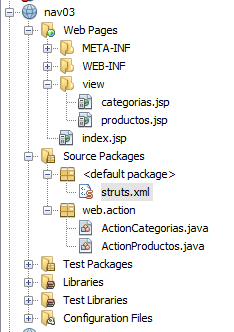 nav03
Web Pages
META-INF
WEB-INF
view
categorias.jsp
productos.jsp
index.jsp
Source Packages
<default package>
struts.xml
web.action
ActionCategorias.java
ActionProductos.java
Test Packages
Libraries
Test Libraries
Configuration Files